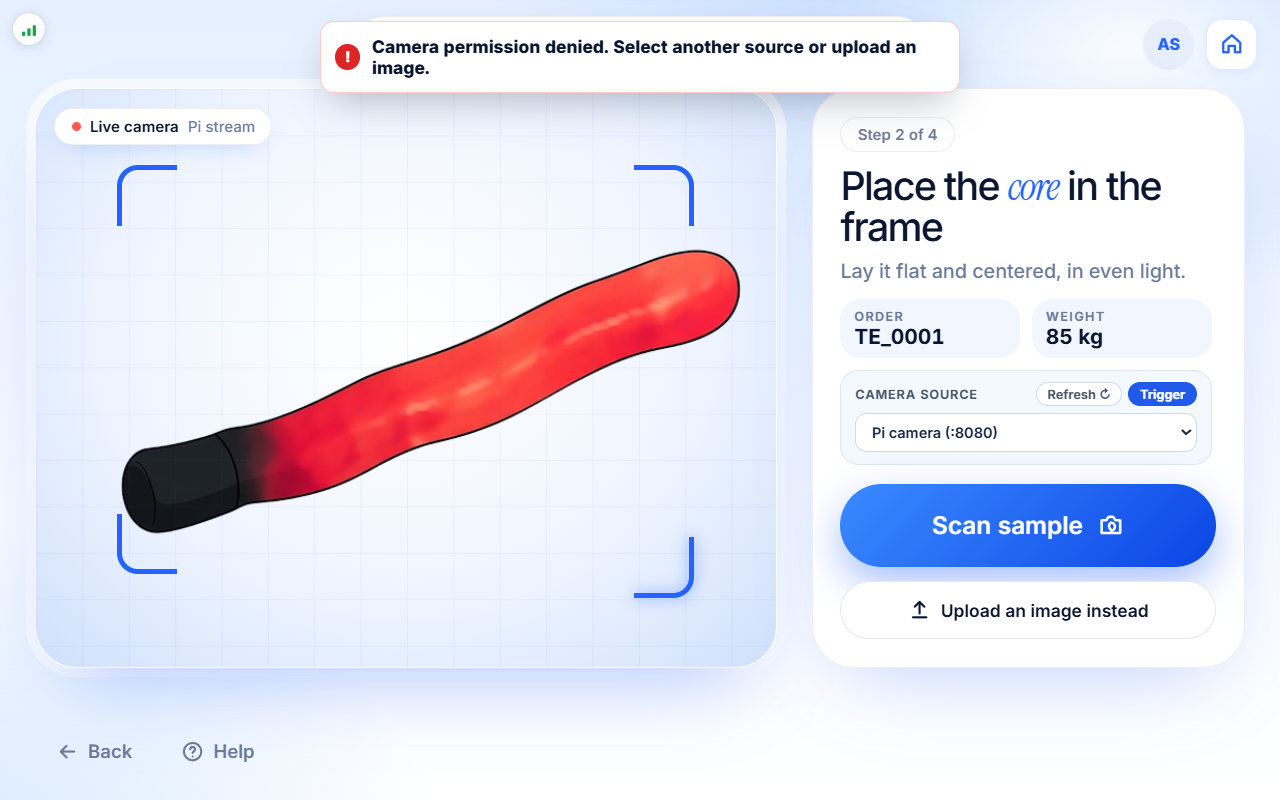 Camera permission denied. Select another source or upload an
image.
AS
Live camera Pi stream
Step 2 of 4
Place the core in the
frame
Lay it flat and centered, in even light.
ORDER
TE_0001
WEIGHT
85 kg
CAMERA SOURCE
Refresh ↻
Trigger
Pi camera (:8080)
Scan sample
Upload an image instead
Back
Help